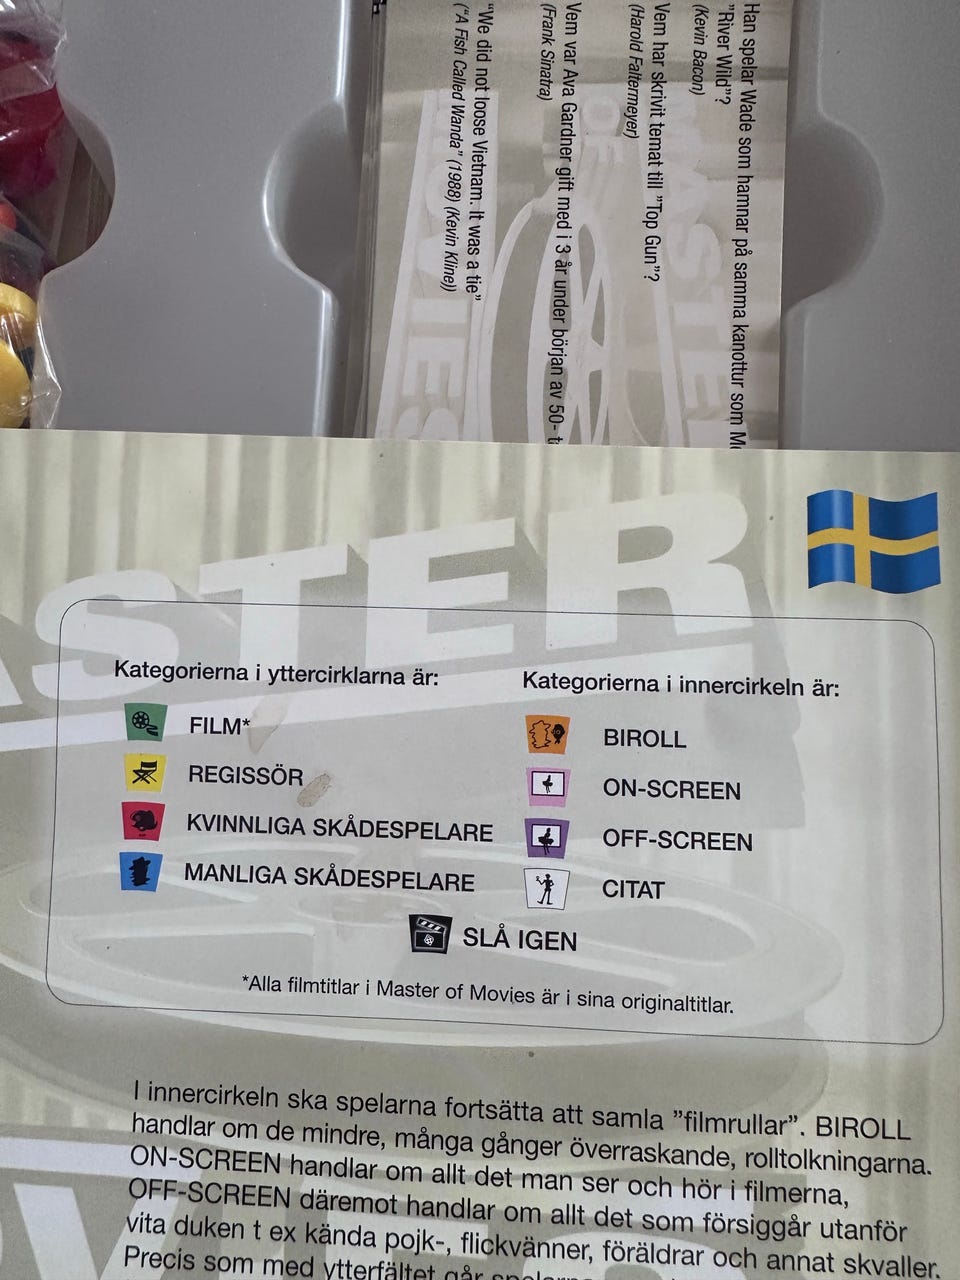 Han spelar Wade som hamnar på samma kanottur som
"River Wild"?
(Kevin Bacon)
Vem har skrivit temat till "Top Gun"?
(Harold Faltermeyer)
Vem var Ava Gardner gift med i 3 år under början av 50-
(Frank Sinatra)
"We did not loose Vietnam. It was a tie"
("A Fish Called Wanda" (1988) (Kevin Kline))
MASTER
OF
MOVIES
ASTER
Kategorierna i yttercirklarna är:
FILM*
REGISSÖR
KVINNLIGA SKÅDESPELARE
MANLIGA SKÅDESPELARE
Kategorierna i innercirkeln är:
BIROLL
ON-SCREEN
OFF-SCREEN
CITAT
SLÅ IGEN
*Alla filmtitlar i Master of Movies är i sina originaltitlar.
I innercirkeln ska spelarna fortsätta att samla "filmrullar". BIROLL
handlar om de mindre, många gånger överraskande, rolltolkningarna.
ON-SCREEN handlar om allt det man ser och hör i filmerna,
OFF-SCREEN däremot handlar om allt det som försiggår utanför
vita duken t ex kända pojk-, flickvänner, föräldrar och annat skvaller.
Precis som med ytterfältet går spelarna